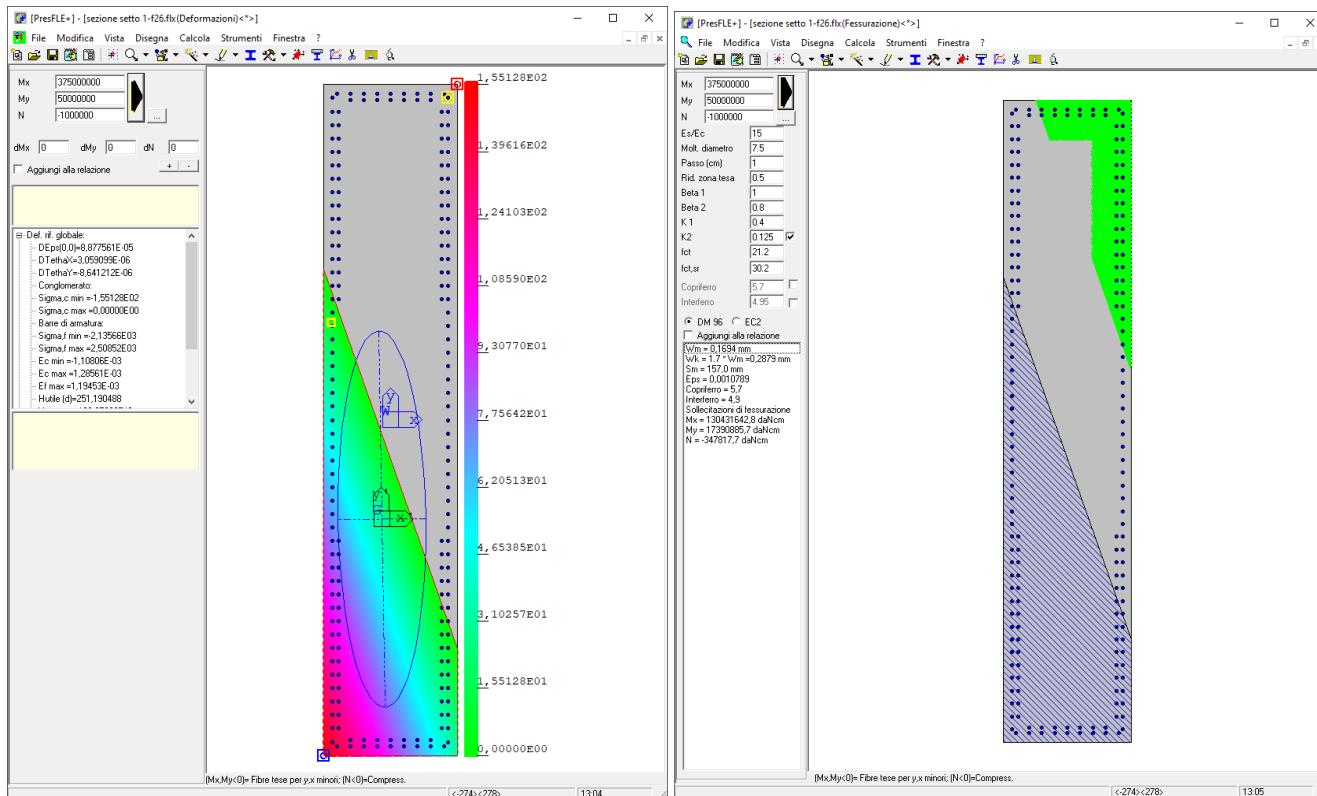 [PresFLE+] - [sezione setto 1-f26.flx(Deformazioni)<*>]
File Modifica Vista Disegna Calcola Strumenti Finestra ?
Mx 375000000
My 50000000
N -1000000
...
dMx 0 dMy 0 dN 0
Aggiungi alla relazione + -
Def. rif. globale:
DEps(0,0)=8,877561E-05
DTethaX=3,059099E-06
DTethaY=-8,641212E-06
Conglomerato:
Sigma,c min =-1,55128E02
Sigma,c max =0,00000E00
Barre di armatura:
Sigma,f min =-2,13566E03
Sigma,f max =2,50852E03
Ec min =-1,10806E-03
Ec max =1,28561E-03
Ef max =1,19453E-03
Hutile (d)=251,190488
1,55128E02
1,39616E02
1,24103E02
1,08590E02
9,30770E01
7,75642E01
6,20513E01
4,65385E01
3,10257E01
1,55128E01
0,00000E00
y
W
x
y
x
(Mx,My<0)= Fibre tese per y,x minori; (N<0)=Compress.
<-274><278> 13:04
[PresFLE+] - [sezione setto 1-f26.flx(Fessurazione)<*>]
File Modifica Vista Disegna Calcola Strumenti Finestra ?
Mx 375000000
My 50000000
N -1000000
...
Es/Ec 15
Molt. diametro 7.5
Passo (cm) 1
Rid. zona tesa 0.5
Beta 1 1
Beta 2 0.8
K 1 0.4
K2 0.125
fct 21.2
fct,sr 30.2
Copriferro 5.7
Interferro 4.95
DM 96 EC2
Aggiungi alla relazione
Wm = 0,1694 mm
Wk = 1.7 * Wm =0,2879 mm
Sm = 157,0 mm
Eps = 0,0010789
Copriferro = 5,7
Interferro = 4,9
Sollecitazioni di fessurazione
Mx = 130431642,8 daNcm
My = 17390885,7 daNcm
N = -347817,7 daNcm
(Mx,My<0)= Fibre tese per y,x minori; (N<0)=Compress.
<-274><278> 13:05